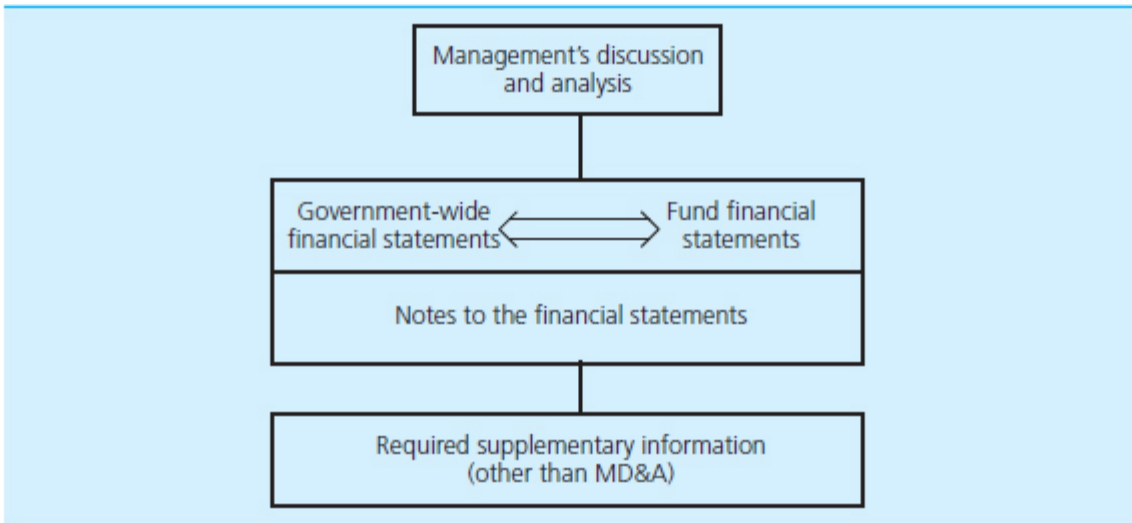 Management's discussion
and analysis
Government-wide
financial statements
Fund financial
statements
Notes to the financial statements
Required supplementary information
(other than MD&A)